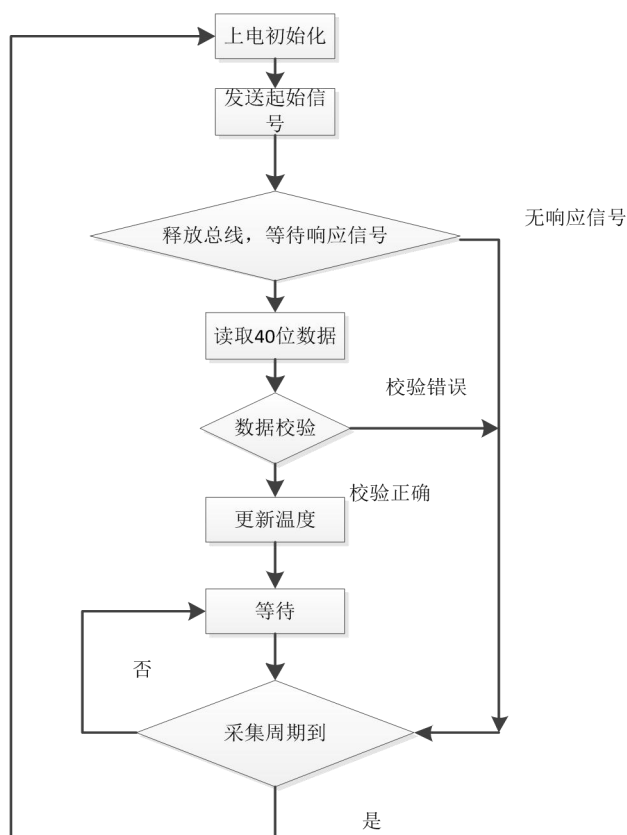 上电初始化
发送起始信
号
释放总线，等待响应信号
无响应信号
读取40位数据
校验错误
数据校验
校验正确
更新温度
等待
否
采集周期到
是